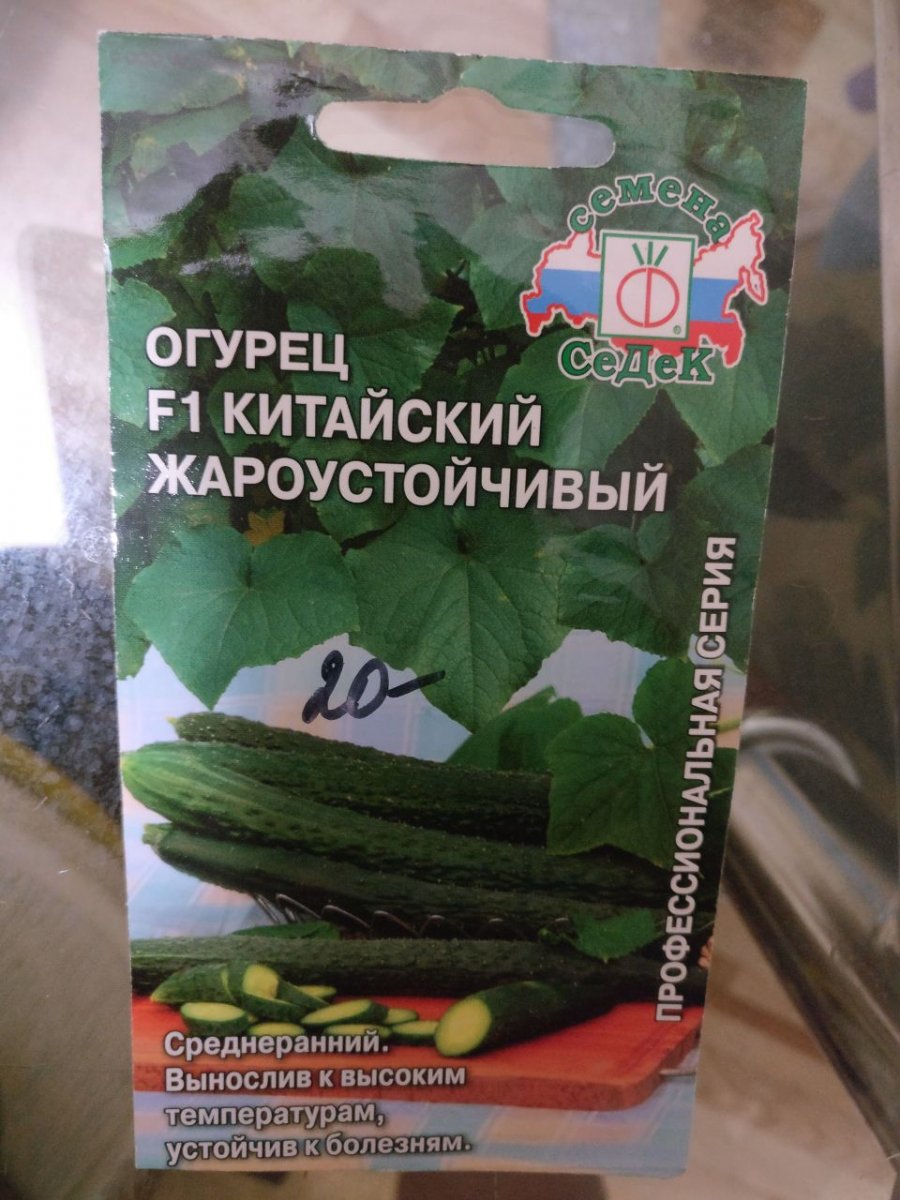 семена
СеДеК
®
ОГУРЕЦ
F1 КИТАЙСКИЙ
ЖАРОУСТОЙЧИВЫЙ
ПРОФЕССИОНАЛЬНАЯ СЕРИЯ
20-
Среднеранний.
Вынослив к высоким
температурам,
устойчив к болезням.